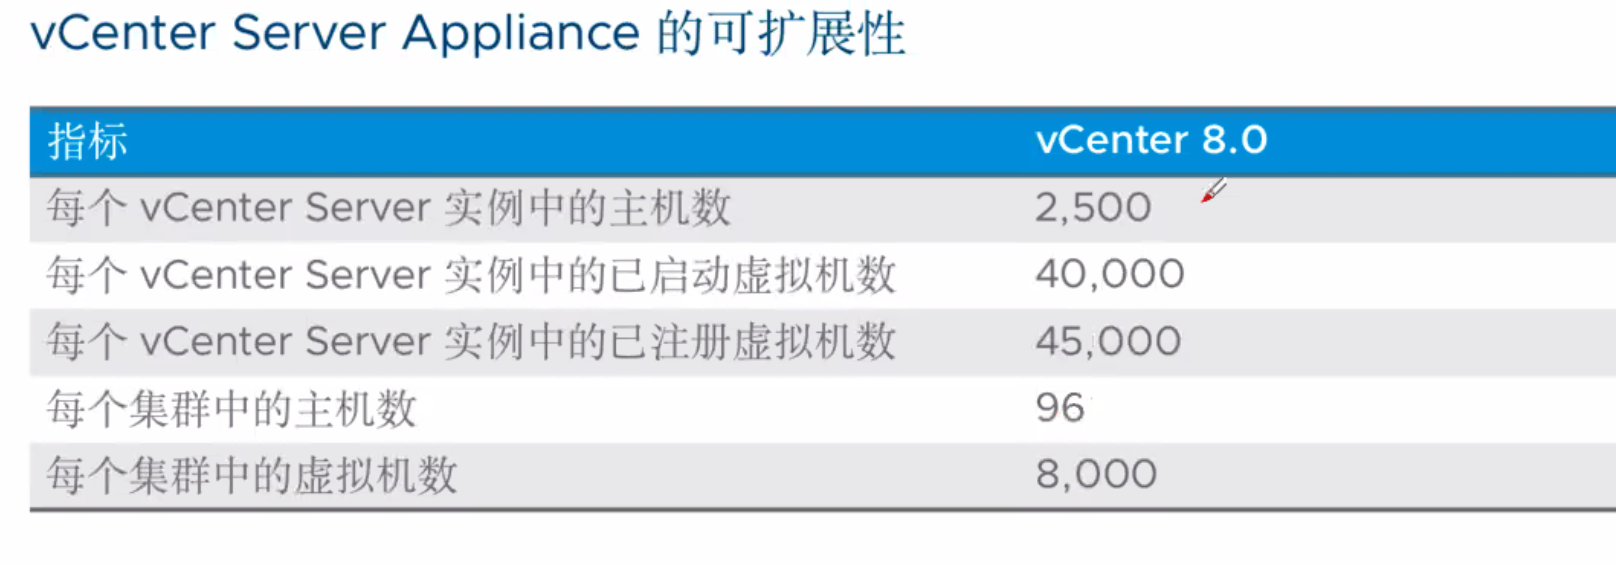 vCenter Server Appliance 的可扩展性
指标 vCenter 8.0
每个 vCenter Server 实例中的主机数 2,500
每个 vCenter Server 实例中的已启动虚拟机数 40,000
每个 vCenter Server 实例中的已注册虚拟机数 45,000
每个集群中的主机数 96
每个集群中的虚拟机数 8,000